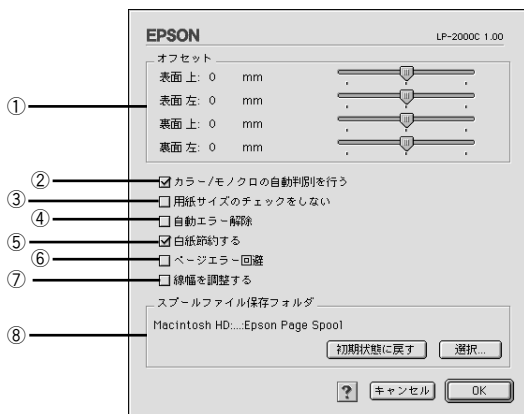 EPSON LP-2000C 1.00
オフセット
① 表面 上: 0 mm
表面 左: 0 mm
裏面 上: 0 mm
裏面 左: 0 mm
② カラー/モノクロの自動判別を行う
③ 用紙サイズのチェックをしない
④ 自動エラー解除
⑤ 白紙節約する
⑥ ページエラー回避
⑦ 線幅を調整する
スプールファイル保存フォルダ
⑧ Macintosh HD:...:Epson Page Spool
初期状態に戻す 選択...
? キャンセル OK